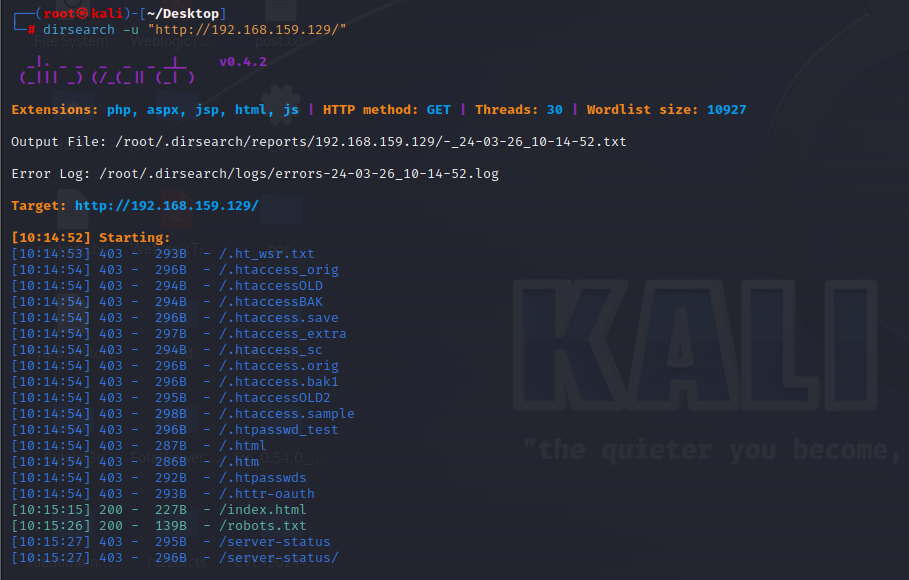 ┌──(root㉿kali)-[~/Desktop]
└─# dirsearch -u "http://192.168.159.129/"
File System
post.txt
_|. _ _  _  _  _ _|_    v0.4.2
(_||| _) (/_(_|| (_| )
Extensions: php, aspx, jsp, html, js | HTTP method: GET | Threads: 30 | Wordlist size: 10927
Output File: /root/.dirsearch/reports/192.168.159.129/-_24-03-26_10-14-52.txt
Error Log: /root/.dirsearch/logs/errors-24-03-26_10-14-52.log
Target: http://192.168.159.129/
[10:14:52] Starting:
[10:14:53] 403 -  293B  - /.ht_wsr.txt
[10:14:54] 403 -  296B  - /.htaccess_orig
[10:14:54] 403 -  294B  - /.htaccessOLD
[10:14:54] 403 -  294B  - /.htaccessBAK
[10:14:54] 403 -  296B  - /.htaccess.save
[10:14:54] 403 -  297B  - /.htaccess_extra
[10:14:54] 403 -  294B  - /.htaccess_sc
[10:14:54] 403 -  296B  - /.htaccess.orig
[10:14:54] 403 -  296B  - /.htaccess.bak1
[10:14:54] 403 -  295B  - /.htaccessOLD2
[10:14:54] 403 -  298B  - /.htaccess.sample
[10:14:54] 403 -  296B  - /.htpasswd_test
[10:14:54] 403 -  287B  - /.html
[10:14:54] 403 -  286B  - /.htm
[10:14:54] 403 -  292B  - /.htpasswds
[10:14:54] 403 -  293B  - /.httr-oauth
[10:15:15] 200 -  227B  - /index.html
[10:15:26] 200 -  139B  - /robots.txt
[10:15:27] 403 -  295B  - /server-status
[10:15:27] 403 -  296B  - /server-status/
KALI
"the quieter you become,